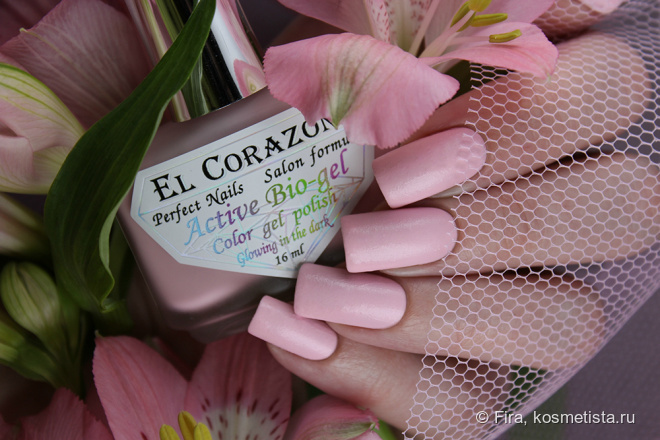 EL CORAZON
Perfect Nails Salon formu
Active Bio-gel
Color gel polish
Glowing in the dark
16 ml
© Fira, kosmetista.ru